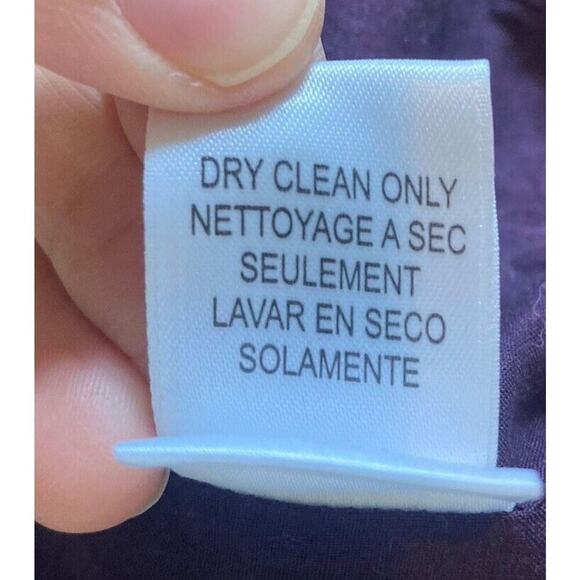 DRY CLEAN ONLY
NETTOYAGE A SEC
SEULEMENT
LAVAR EN SECO
SOLAMENTE